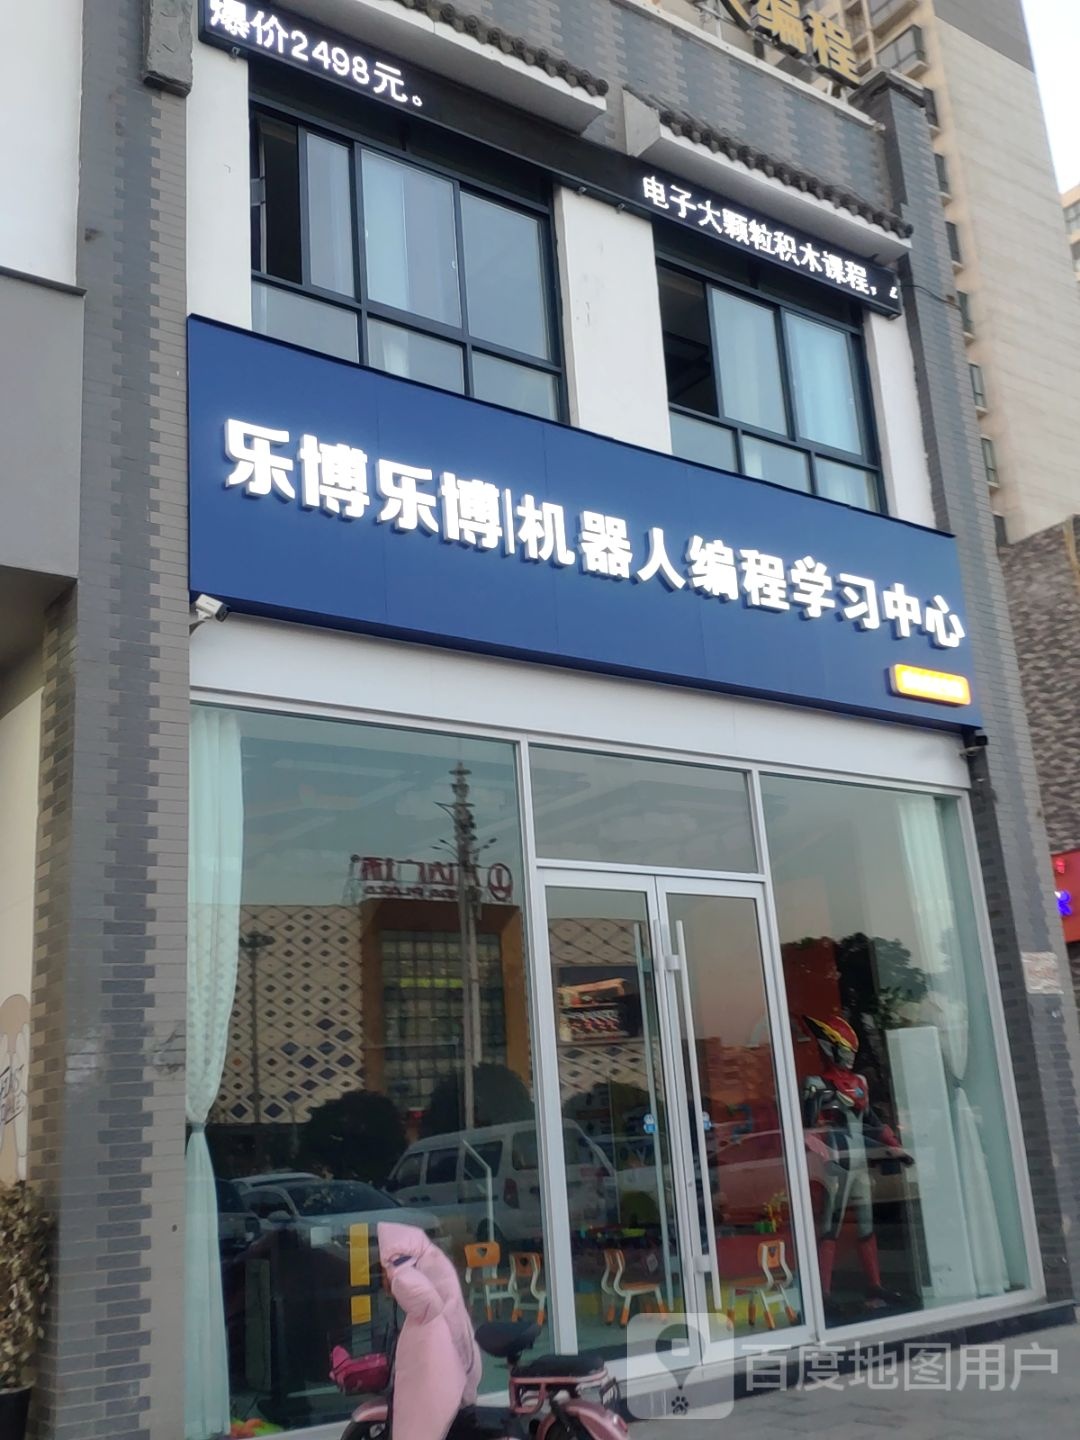 编程
爆价2498元。
电子大颗粒积木课程，
乐博乐博|机器人编程学习中心
百度地图用户